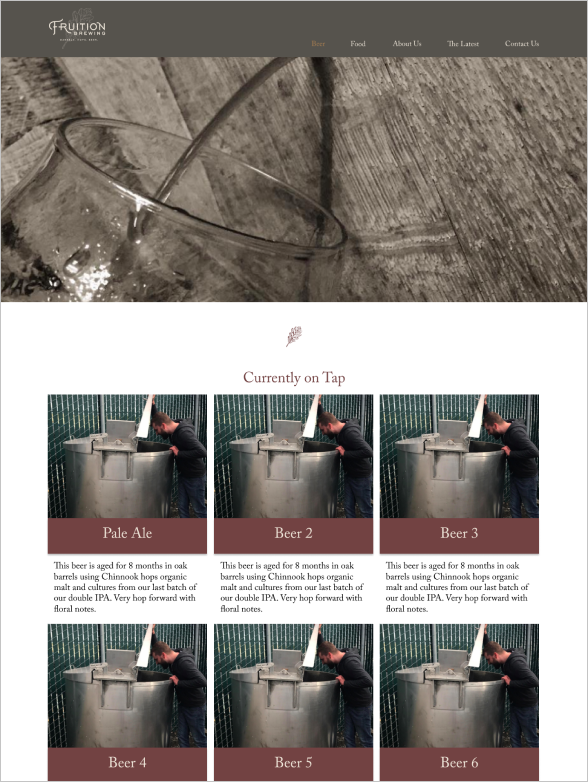 FRUITION
BREWING
Beer Food About Us The Latest Contact Us
Currently on Tap
Pale Ale Beer 2 Beer 3
This beer is aged for 8 months in oak
barrels using Chinnook hops organic
malt and cultures from our last batch of
our double IPA. Very hop forward with
floral notes.
This beer is aged for 8 months in oak
barrels using Chinnook hops organic
malt and cultures from our last batch of
our double IPA. Very hop forward with
floral notes.
This beer is aged for 8 months in oak
barrels using Chinnook hops organic
malt and cultures from our last batch of
our double IPA. Very hop forward with
floral notes.
Beer 4 Beer 5 Beer 6